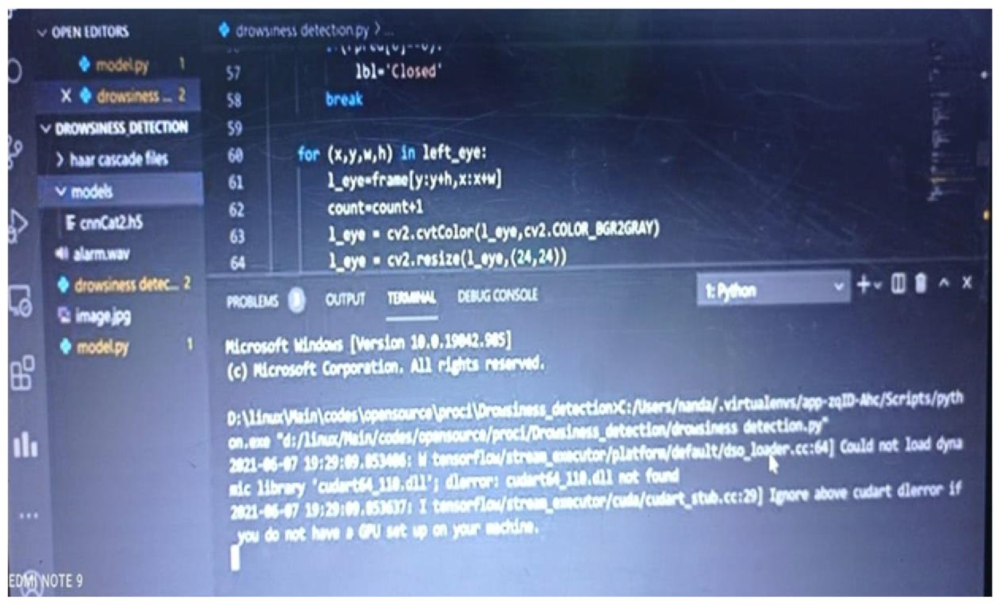 OPEN EDITORS
model.py 1
X drowsiness ... 2
DROWSINESS_DETECTION
haar cascade files
models
cnnCat2.h5
alarm.wav
drowsiness detec... 2
image.jpg
model.py 1
drowsiness detection.py > ...
57 lbl='Closed'
58 break
59
60 for (x,y,w,h) in left_eye:
61 l_eye=frame[y:y+h,x:x+w]
62 count=count+1
63 l_eye = cv2.cvtColor(l_eye,cv2.COLOR_BGR2GRAY)
64 l_eye = cv2.resize(l_eye,(24,24))
PROBLEMS OUTPUT TERMINAL DEBUG CONSOLE 1: Python
Microsoft Windows [Version 10.0.19042.985]
(c) Microsoft Corporation. All rights reserved.
D:\linux\Main\codes\opensource\proci\Drowsiness_detection>C:/Users/nanda/.virtualenvs/app-zqID-Ahc/Scripts/pyth
on.exe "d:/linux/Main/codes/opensource/proci/Drowsiness_detection/drowsiness detection.py"
2021-06-07 19:29:09.853406: W tensorflow/stream_executor/platform/default/dso_loader.cc:64] Could not load dyna
mic library 'cudart64_110.dll'; dlerror: cudart64_110.dll not found
2021-06-07 19:29:09.853637: I tensorflow/stream_executor/cuda/cudart_stub.cc:29] Ignore above cudart dlerror if
you do not have a GPU set up on your machine.
EDMI NOTE 9